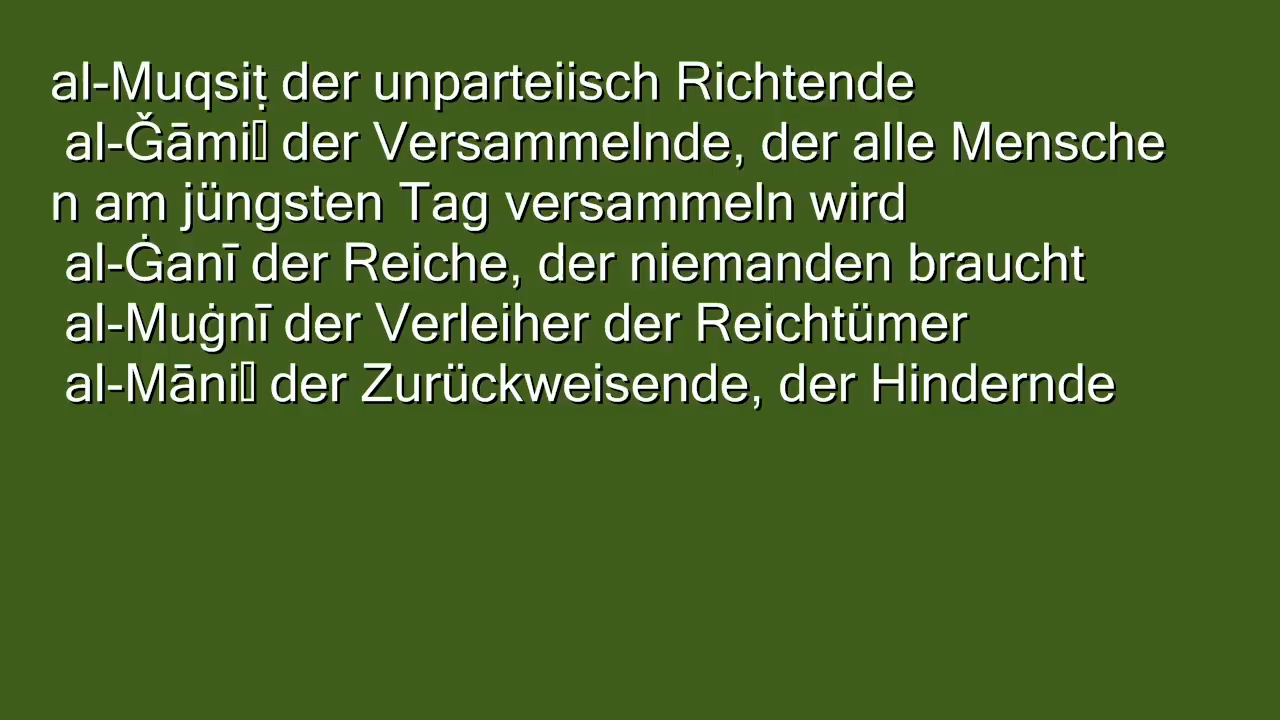 al-Muqsiṭ der unparteiisch Richtende
al-Ǧāmi▯ der Versammelnde, der alle Mensche
n am jüngsten Tag versammeln wird
al-Ġanī der Reiche, der niemanden braucht
al-Muġnī der Verleiher der Reichtümer
al-Māni▯ der Zurückweisende, der Hindernde